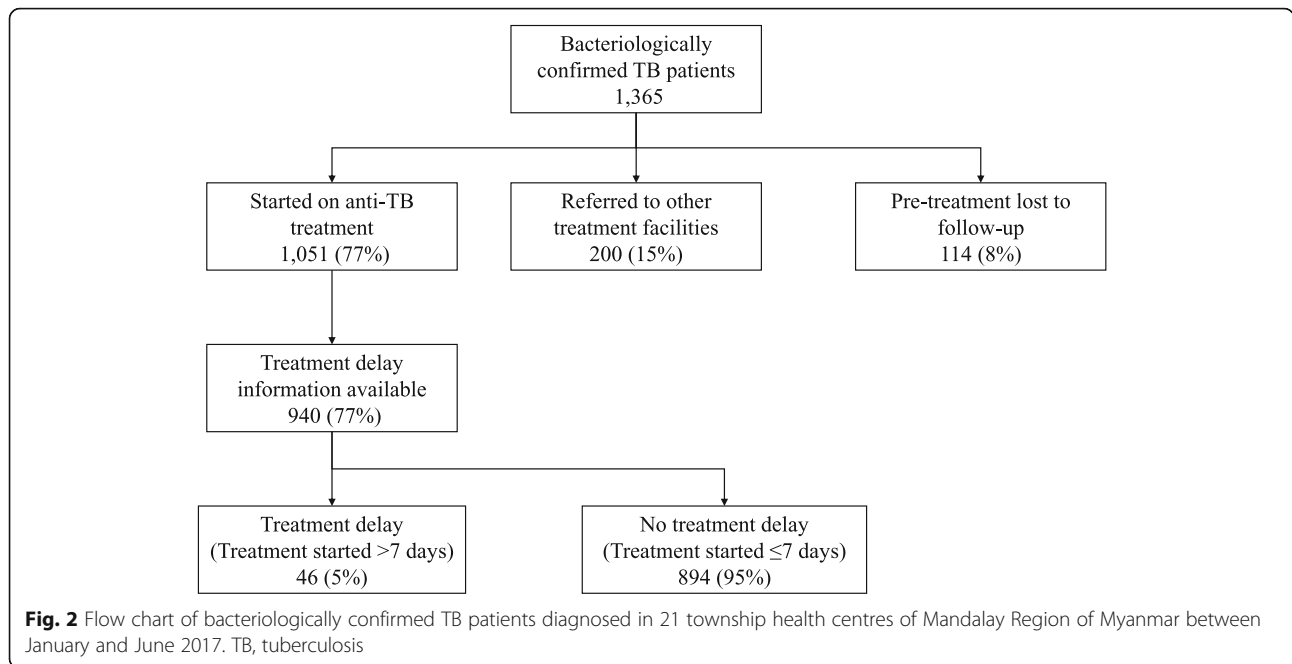 Bacteriologically
confirmed TB patients
1,365
Started on anti-TB
treatment
1,051 (77%)
Referred to other
treatment facilities
200 (15%)
Pre-treatment lost to
follow-up
114 (8%)
Treatment delay
information available
940 (77%)
Treatment delay
(Treatment started >7 days)
46 (5%)
No treatment delay
(Treatment started ≤7 days)
894 (95%)
Fig. 2 Flow chart of bacteriologically confirmed TB patients diagnosed in 21 township health centres of Mandalay Region of Myanmar between
January and June 2017. TB, tuberculosis